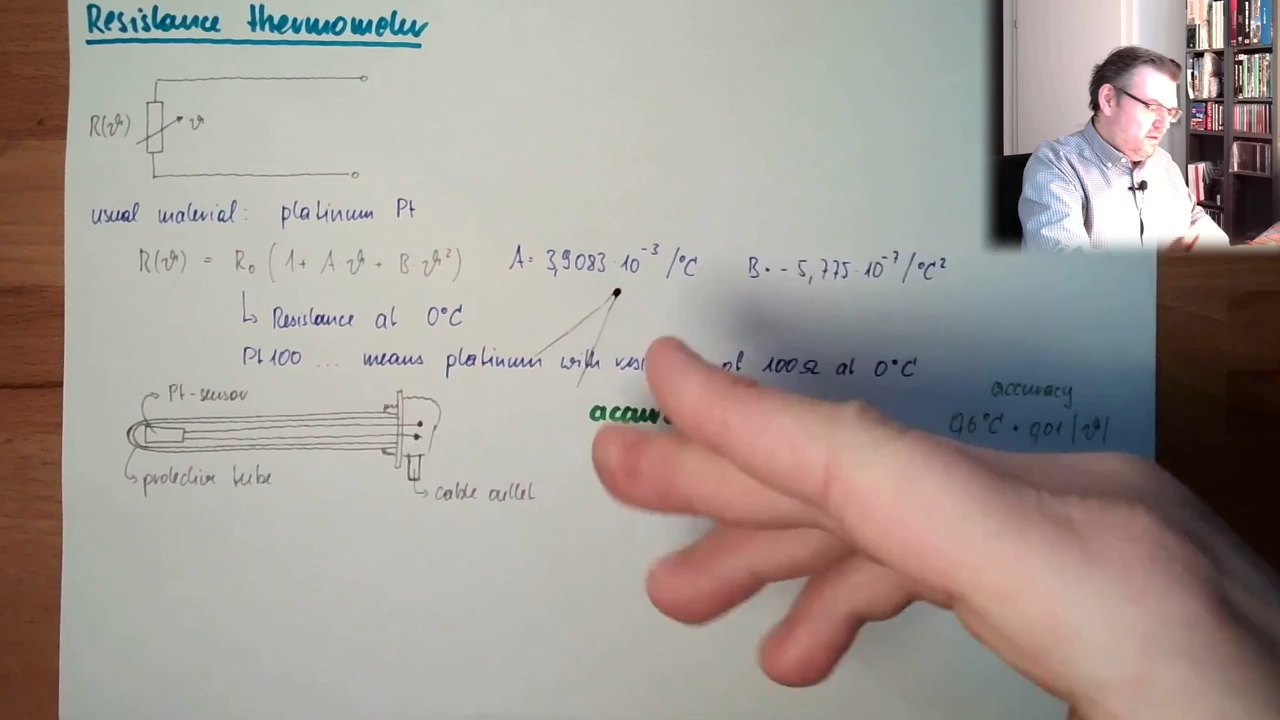 Resistance thermometer
R(ϑ)
ϑ
usual material: platinum Pt
R(ϑ) = R₀ (1 + A·ϑ + B·ϑ²) A = 3,9083·10⁻³ /°C B = -5,775·10⁻⁷ /°C²
↳ Resistance at 0°C
Pt100 ... means platinum with of 100Ω at 0°C
Pt-sensor
protective tube
cable outlet
accuracy
0,6°C + 0,01 |ϑ|